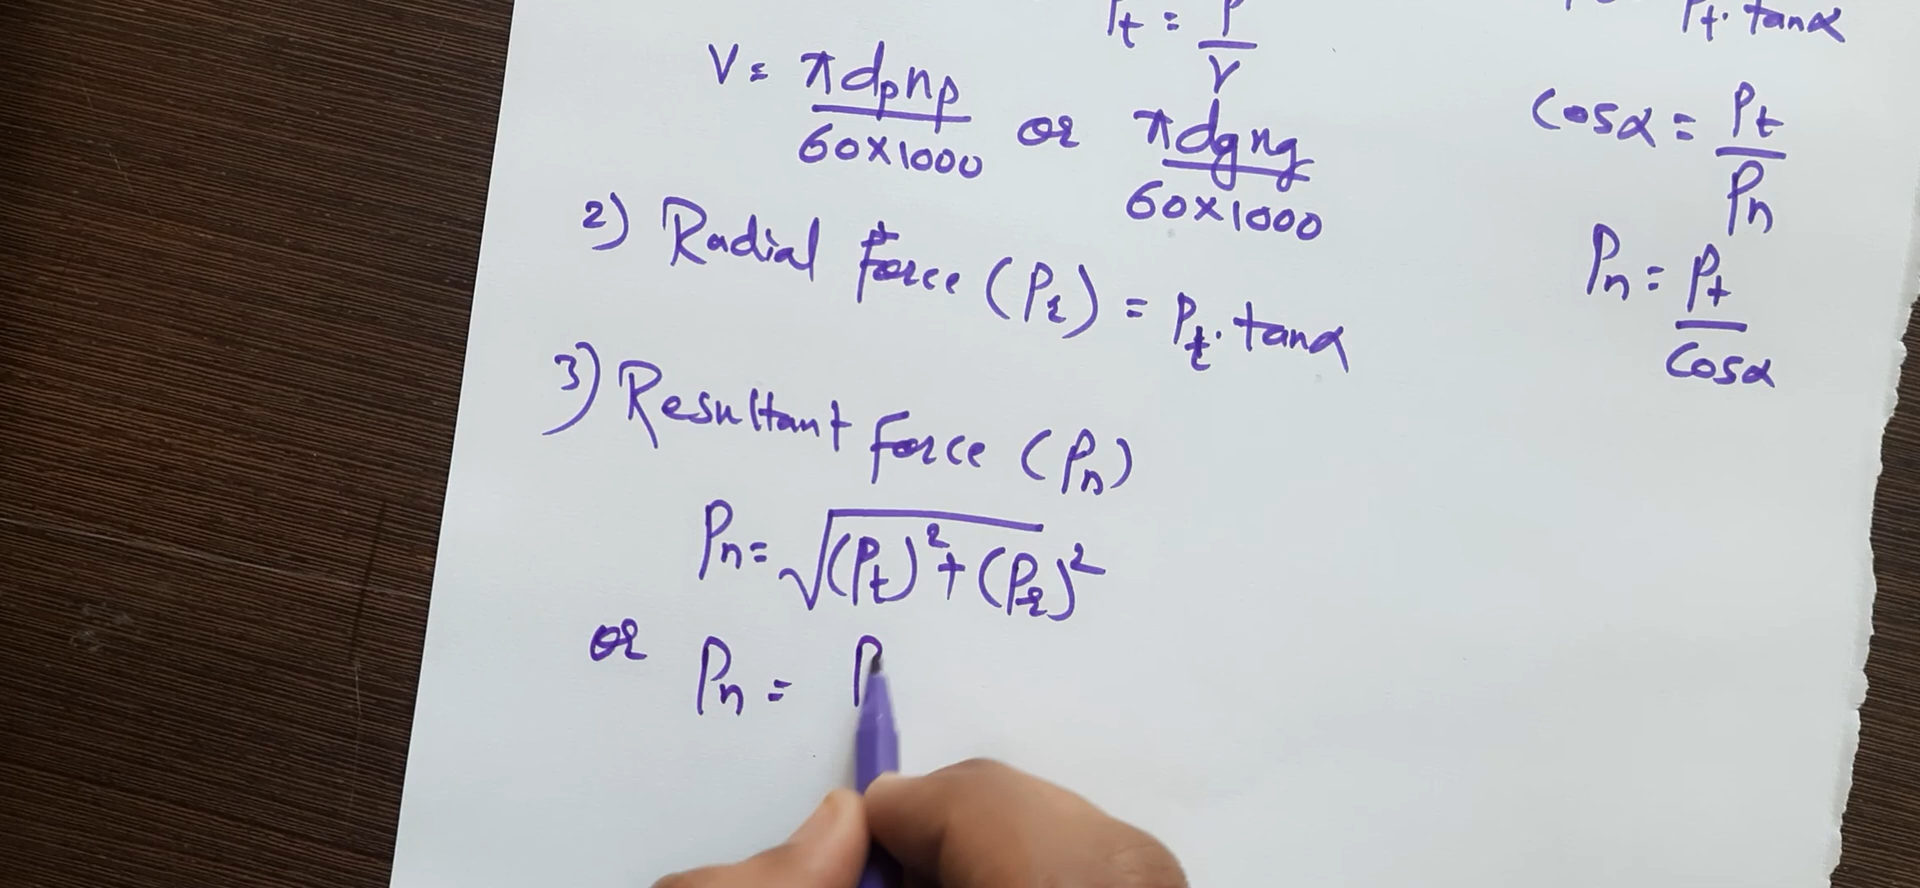 Pt = P/V
Pt. tanα
V = πdpnp/60×1000 or πdgng/60×1000
2) Radial Force (Pr) = Pt. tanα
3) Resultant Force (Pn)
Pn = √(Pt)²+(Pr)²
or Pn = P
Cosα = Pt/Pn
Pn = Pt/Cosα